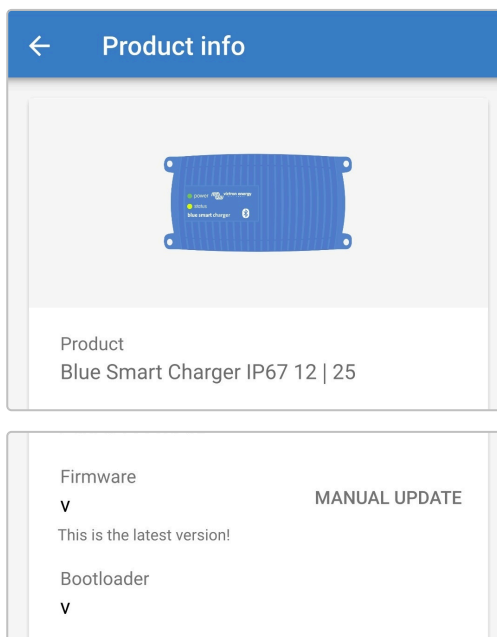 Product info
power victron energy
status
blue smart charger
Product
Blue Smart Charger IP67 12 | 25
Firmware
v
MANUAL UPDATE
This is the latest version!
Bootloader
v